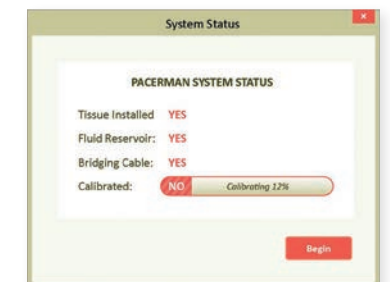 System Status
PACERMAN SYSTEM STATUS
Tissue Installed YES
Fluid Reservoir: YES
Bridging Cable: YES
Calibrated: NO Calibrating 12%
Begin